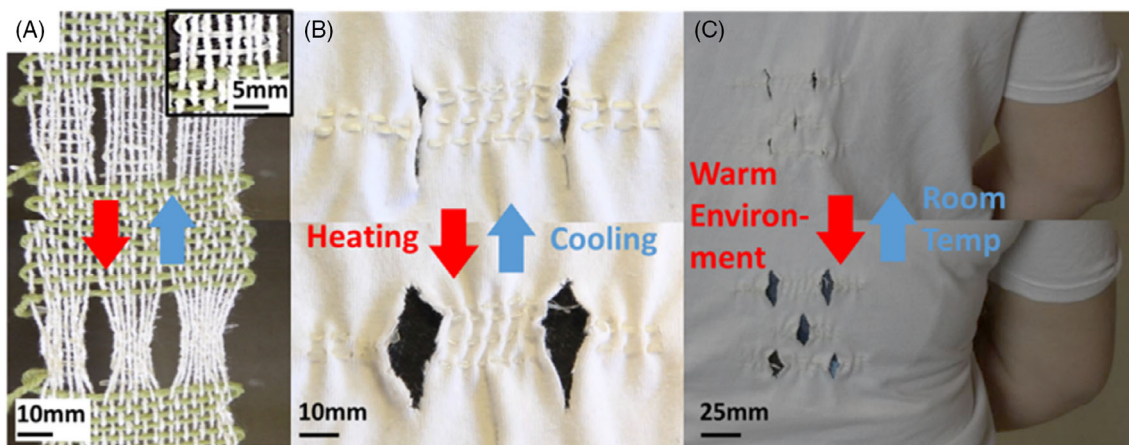 (A)
5mm
10mm
(B)
Heating
Cooling
10mm
(C)
Warm
Environ-
ment
Room
Temp
25mm